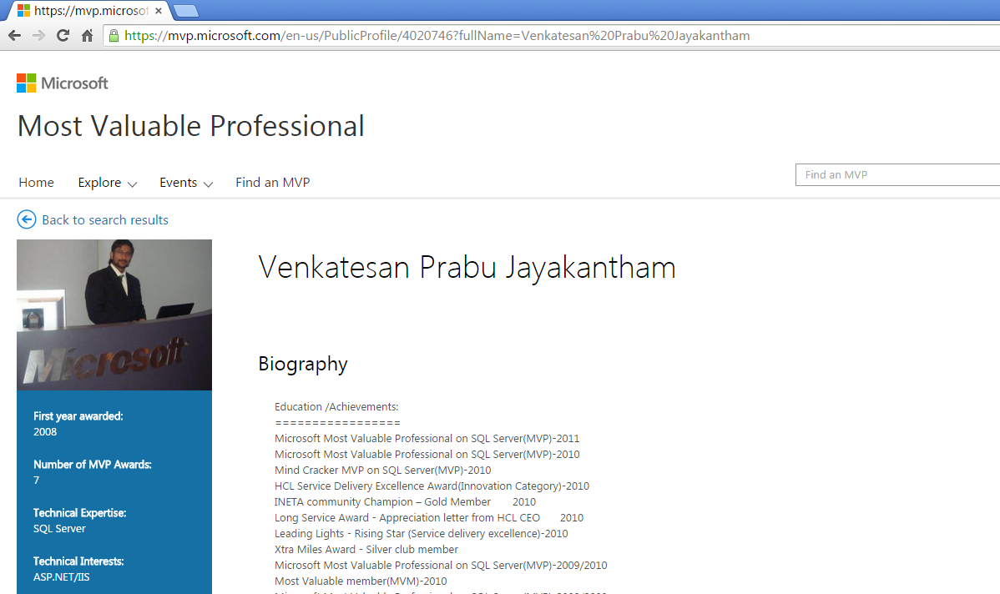 https://mvp.microsof
https://mvp.microsoft.com/en-us/PublicProfile/4020746?fullName=Venkatesan%20Prabu%20Jayakantham
Microsoft
Most Valuable Professional
Home Explore Events Find an MVP
Find an MVP
Back to search results
Microsoft
Venkatesan Prabu Jayakantham
Biography
First year awarded:
2008
Number of MVP Awards:
7
Technical Expertise:
SQL Server
Technical Interests:
ASP.NET/IIS
Education /Achievements:
=================
Microsoft Most Valuable Professional on SQL Server(MVP)-2011
Microsoft Most Valuable Professional on SQL Server(MVP)-2010
Mind Cracker MVP on SQL Server(MVP)-2010
HCL Service Delivery Excellence Award(Innovation Category)-2010
INETA community Champion – Gold Member 2010
Long Service Award - Appreciation letter from HCL CEO 2010
Leading Lights - Rising Star (Service delivery excellence)-2010
Xtra Miles Award - Silver club member
Microsoft Most Valuable Professional on SQL Server(MVP)-2009/2010
Most Valuable member(MVM)-2010